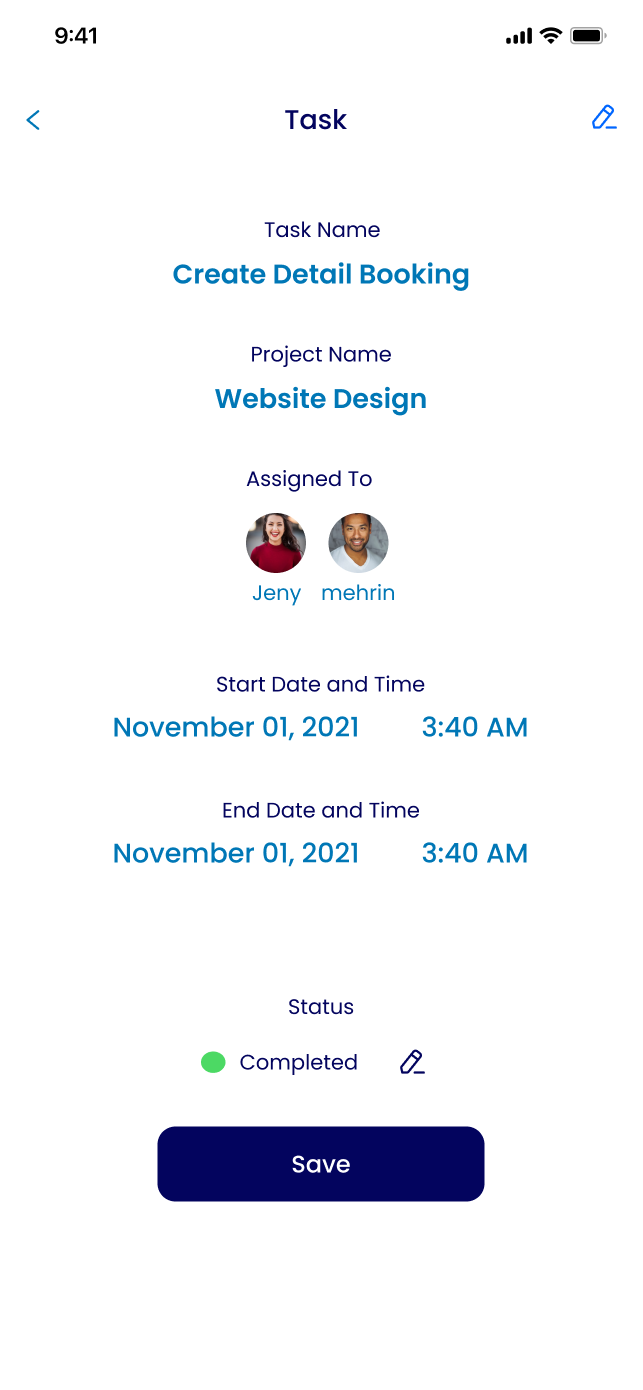 9:41
Task
Task Name
Create Detail Booking
Project Name
Website Design
Assigned To
Jeny mehrin
Start Date and Time
November 01, 2021 3:40 AM
End Date and Time
November 01, 2021 3:40 AM
Status
Completed
Save